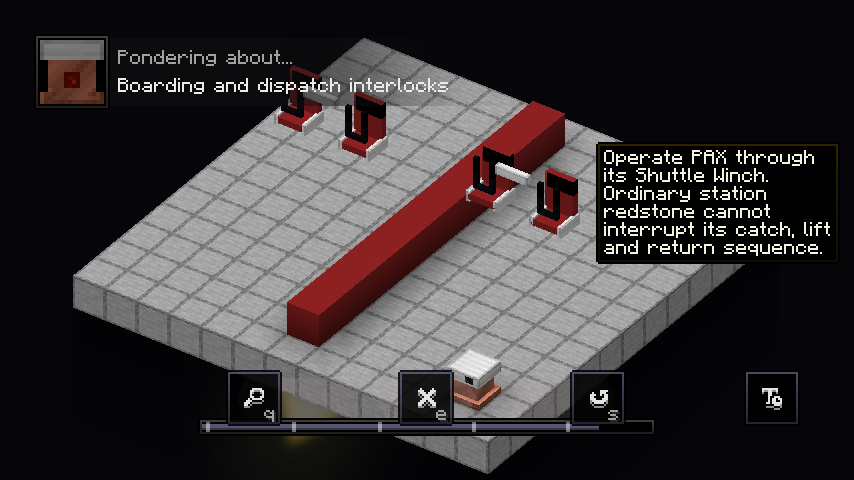 Pondering about...
Boarding and dispatch interlocks
Operate PAX through
its Shuttle Winch.
Ordinary station
redstone cannot
interrupt its catch, lift
and return sequence.
q
e
s